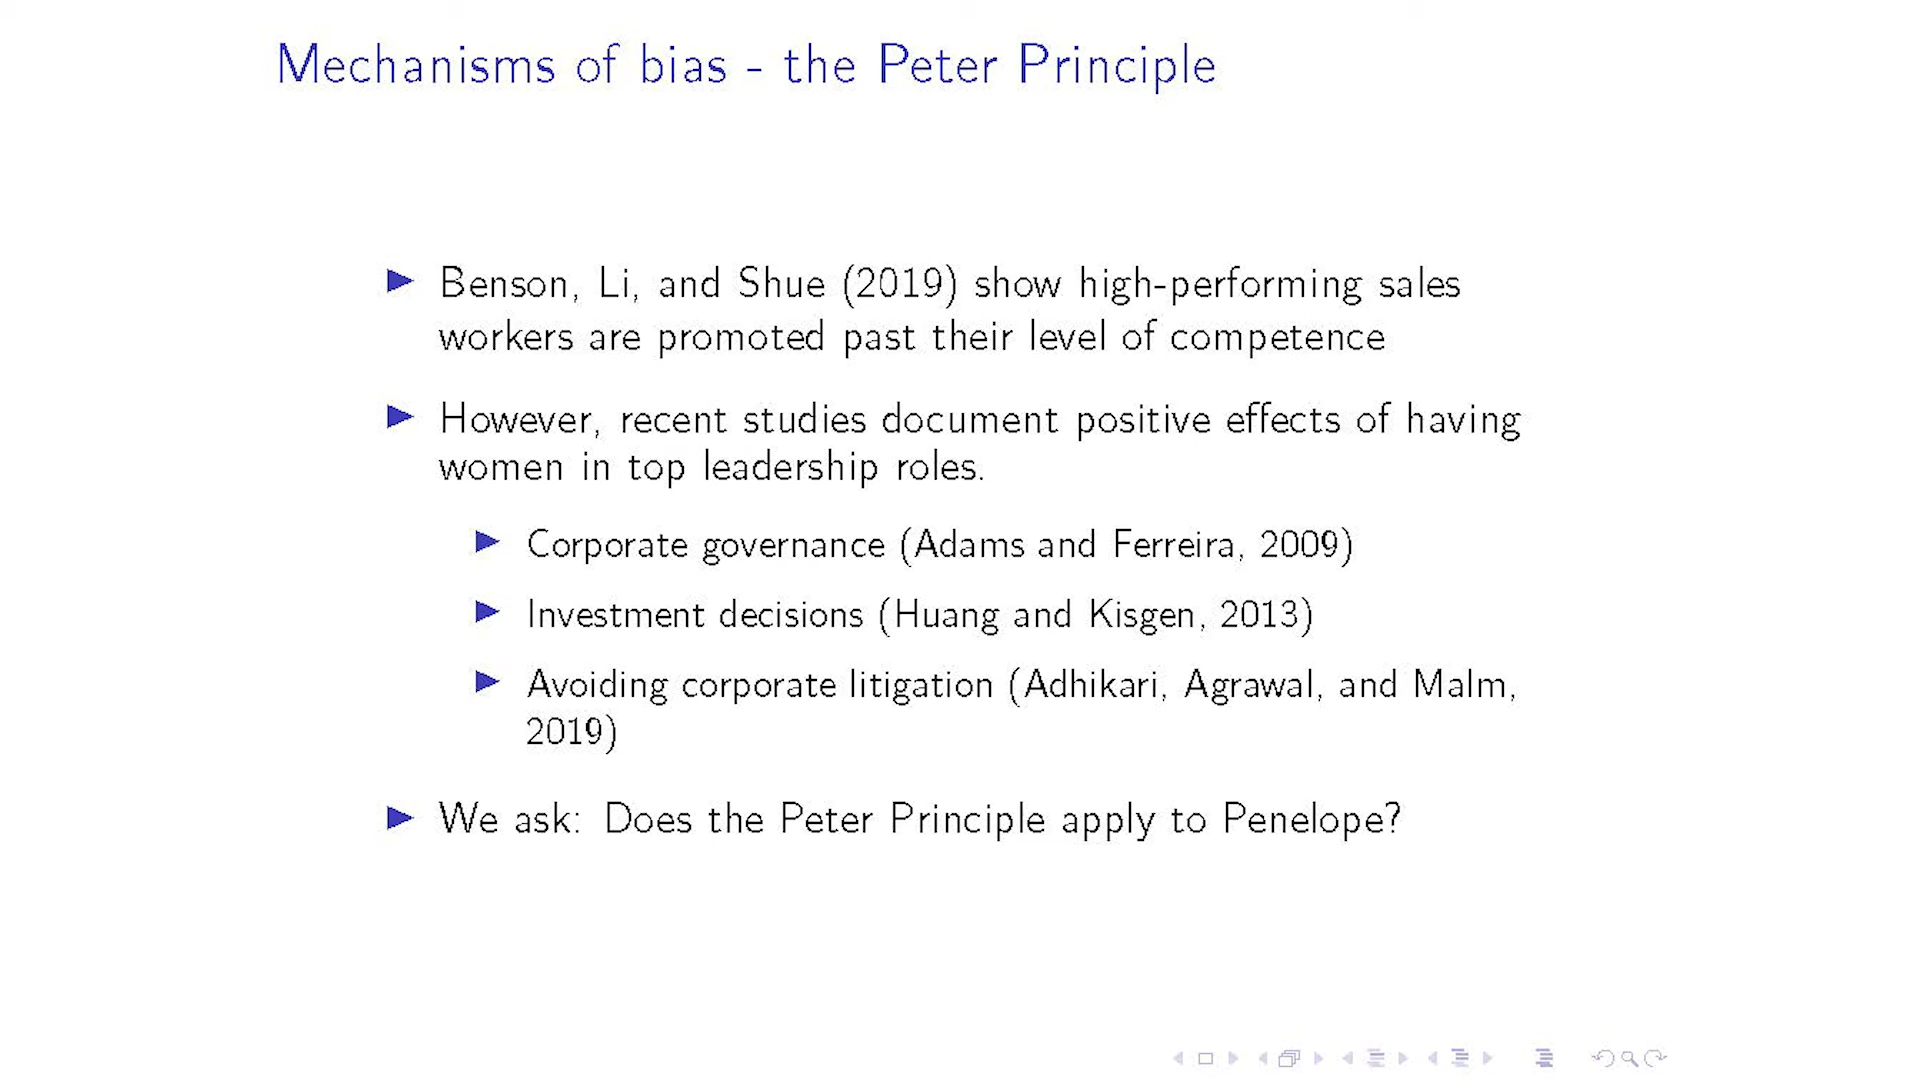 Mechanisms of bias - the Peter Principle
Benson, Li, and Shue (2019) show high-performing sales
workers are promoted past their level of competence
However, recent studies document positive effects of having
women in top leadership roles.
Corporate governance (Adams and Ferreira, 2009)
Investment decisions (Huang and Kisgen, 2013)
Avoiding corporate litigation (Adhikari, Agrawal, and Malm,
2019)
We ask: Does the Peter Principle apply to Penelope?